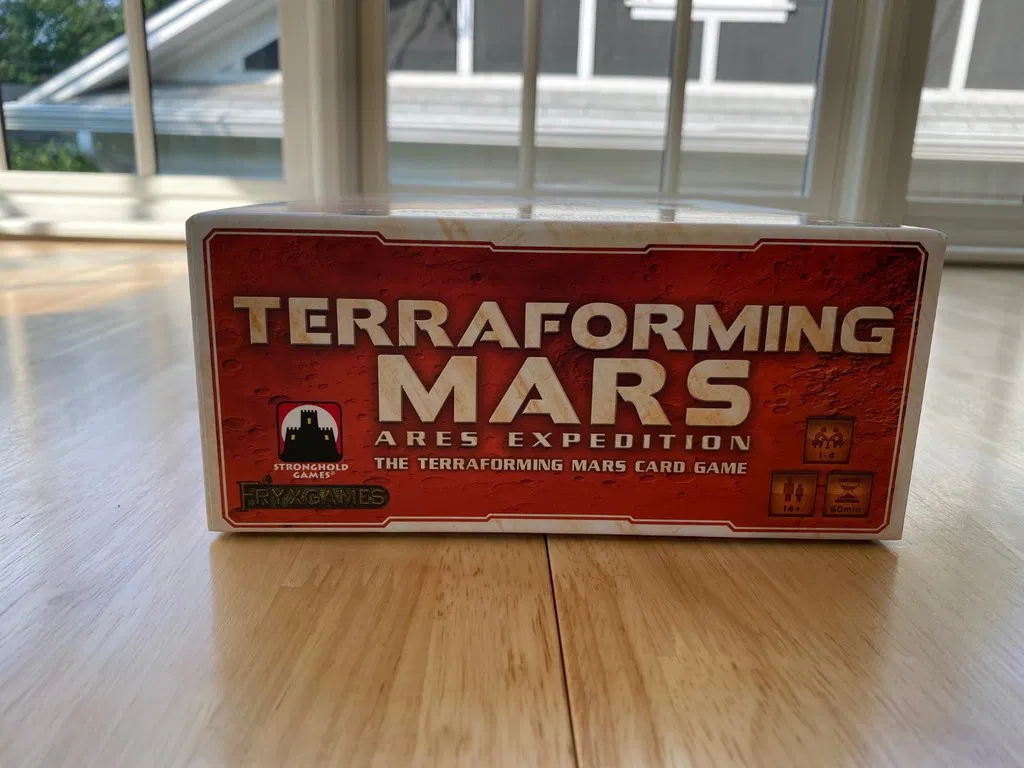 TERRAFORMING
MARS
ARES EXPEDITION
THE TERRAFORMING MARS CARD GAME
STRONGHOLD
GAMES®
FRYXGAMES
1-4
14+
60min